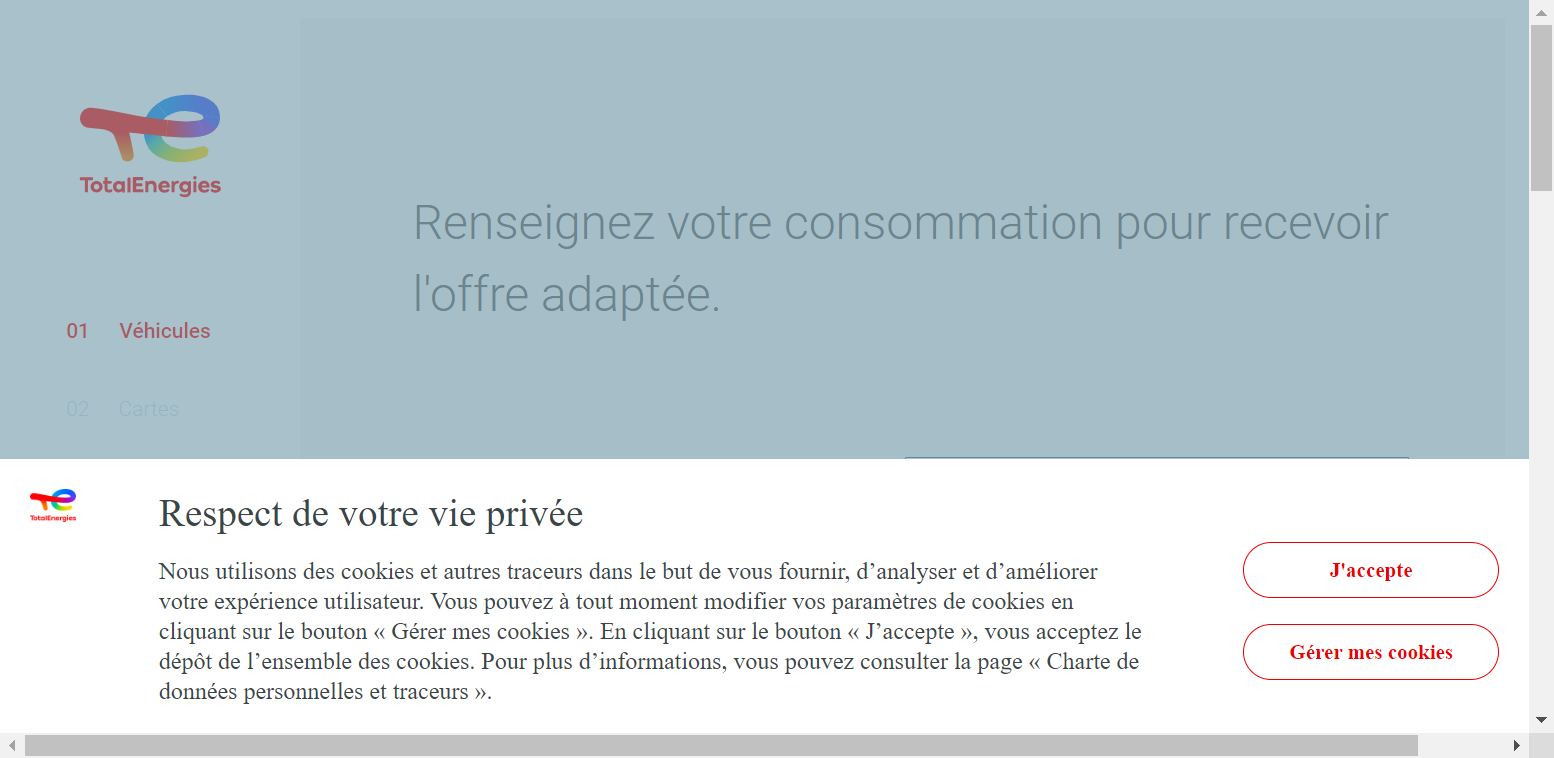 TotalEnergies
Renseignez votre consommation pour recevoir
l'offre adaptée.
01 Véhicules
02 Cartes
TotalEnergies
Respect de votre vie privée
Nous utilisons des cookies et autres traceurs dans le but de vous fournir, d’analyser et d’améliorer
votre expérience utilisateur. Vous pouvez à tout moment modifier vos paramètres de cookies en
cliquant sur le bouton « Gérer mes cookies ». En cliquant sur le bouton « J’accepte », vous acceptez le
dépôt de l’ensemble des cookies. Pour plus d’informations, vous pouvez consulter la page « Charte de
données personnelles et traceurs ».
J'accepte
Gérer mes cookies